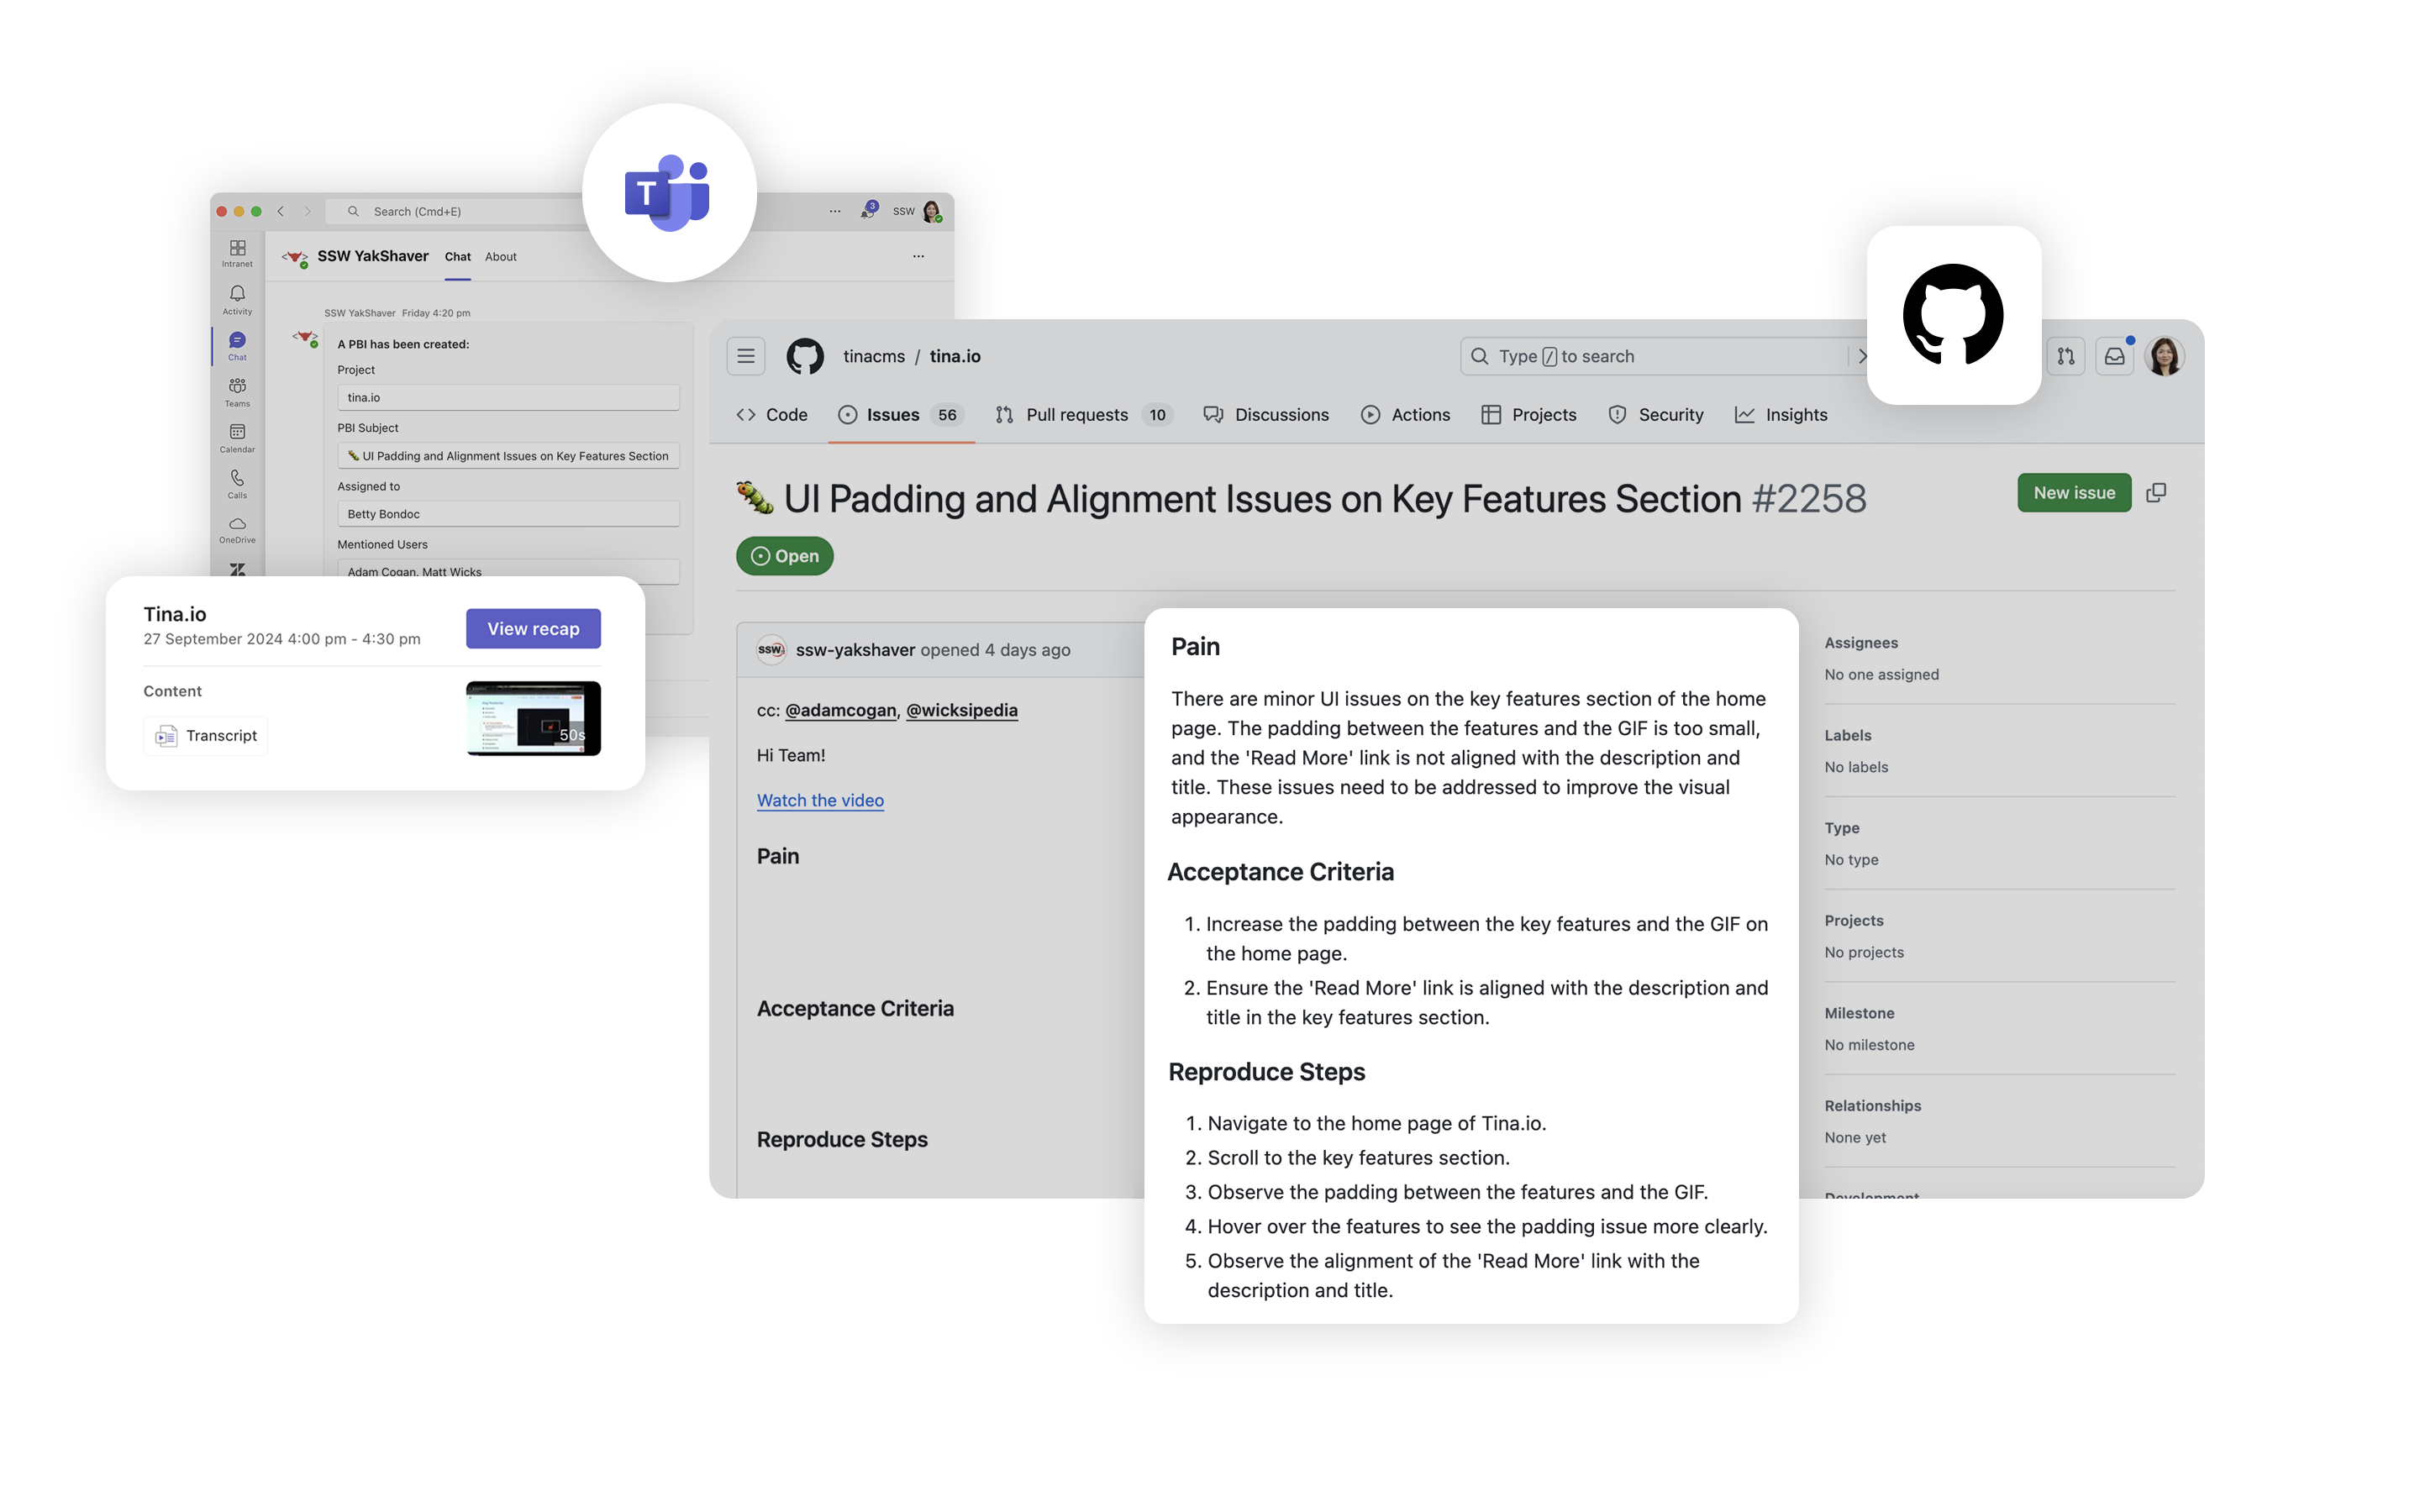 T
Search (Cmd+E)
3
SSW
Intranet
Activity
Chat
Teams
Calendar
Calls
OneDrive
SSW YakShaver
Chat
About
SSW YakShaver Friday 4:20 pm
A PBI has been created:
Project
tina.io
PBI Subject
🐛 UI Padding and Alignment Issues on Key Features Section
Assigned to
Betty Bondoc
Mentioned Users
Adam Cogan, Matt Wicks
Tina.io
27 September 2024 4:00 pm - 4:30 pm
View recap
Content
Transcript
50s
tinacms / tina.io
Type / to search
Code
Issues 56
Pull requests 10
Discussions
Actions
Projects
Security
Insights
🐛 UI Padding and Alignment Issues on Key Features Section #2258
New issue
Open
SSW
ssw-yakshaver opened 4 days ago
cc: @adamcogan, @wicksipedia
Hi Team!
Watch the video
Pain
Acceptance Criteria
Reproduce Steps
Pain
There are minor UI issues on the key features section of the home
page. The padding between the features and the GIF is too small,
and the 'Read More' link is not aligned with the description and
title. These issues need to be addressed to improve the visual
appearance.
Acceptance Criteria
1. Increase the padding between the key features and the GIF on
the home page.
2. Ensure the 'Read More' link is aligned with the description and
title in the key features section.
Reproduce Steps
1. Navigate to the home page of Tina.io.
2. Scroll to the key features section.
3. Observe the padding between the features and the GIF.
4. Hover over the features to see the padding issue more clearly.
5. Observe the alignment of the 'Read More' link with the
description and title.
Assignees
No one assigned
Labels
No labels
Type
No type
Projects
No projects
Milestone
No milestone
Relationships
None yet
Development